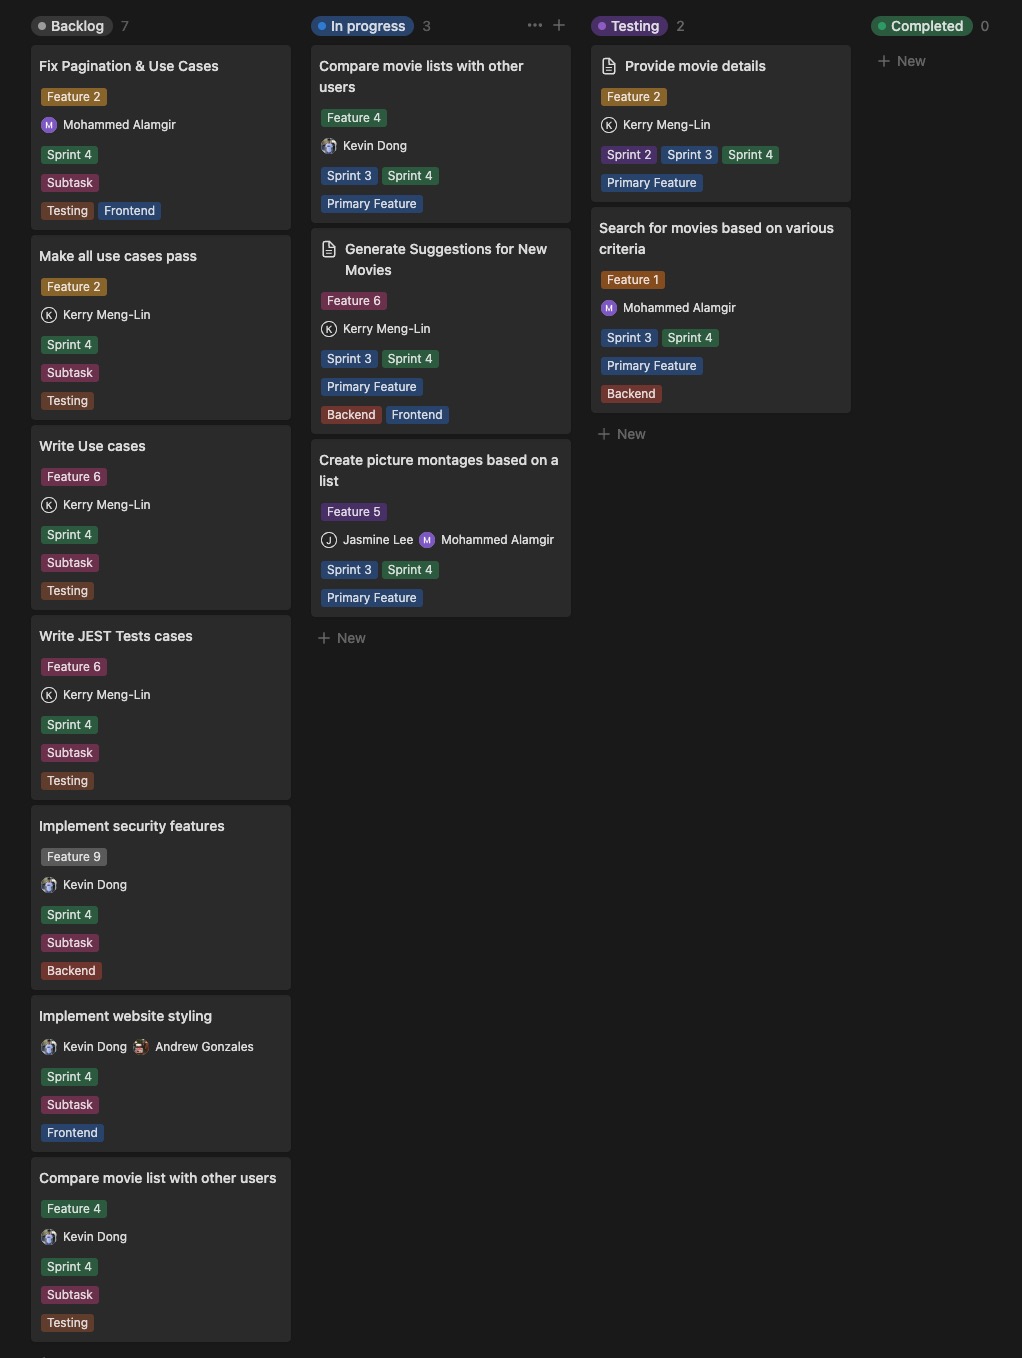 Backlog 7
Fix Pagination & Use Cases
Feature 2
M Mohammed Alamgir
Sprint 4
Subtask
Testing Frontend
Make all use cases pass
Feature 2
K Kerry Meng-Lin
Sprint 4
Subtask
Testing
Write Use cases
Feature 6
K Kerry Meng-Lin
Sprint 4
Subtask
Testing
Write JEST Tests cases
Feature 6
K Kerry Meng-Lin
Sprint 4
Subtask
Testing
Implement security features
Feature 9
Kevin Dong
Sprint 4
Subtask
Backend
Implement website styling
Kevin Dong Andrew Gonzales
Sprint 4
Subtask
Frontend
Compare movie list with other users
Feature 4
Kevin Dong
Sprint 4
Subtask
Testing
In progress 3
Compare movie lists with other
users
Feature 4
Kevin Dong
Sprint 3 Sprint 4
Primary Feature
Generate Suggestions for New
Movies
Feature 6
K Kerry Meng-Lin
Sprint 3 Sprint 4
Primary Feature
Backend Frontend
Create picture montages based on a
list
Feature 5
J Jasmine Lee M Mohammed Alamgir
Sprint 3 Sprint 4
Primary Feature
+ New
Testing 2
Provide movie details
Feature 2
K Kerry Meng-Lin
Sprint 2 Sprint 3 Sprint 4
Primary Feature
Search for movies based on various
criteria
Feature 1
M Mohammed Alamgir
Sprint 3 Sprint 4
Primary Feature
Backend
+ New
Completed 0
+ New